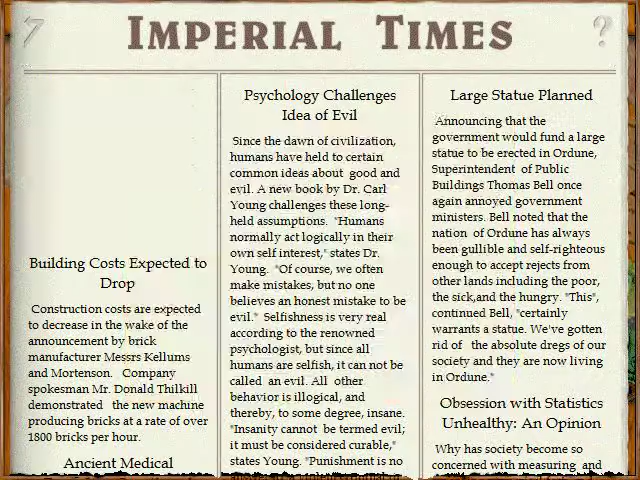 Imperial Times
?
Building Costs Expected to
Drop
Construction costs are expected
to decrease in the wake of the
announcement by brick
manufacturer Messrs Kellums
and Mortenson. Company
spokesman Mr. Donald Thilkill
demonstrated the new machine
producing bricks at a rate of over
1800 bricks per hour.
Ancient Medical
Psychology Challenges
Idea of Evil
Since the dawn of civilization,
humans have held to certain
common ideas about good and
evil. A new book by Dr. Carl
Young challenges these long-
held assumptions. "Humans
normally act logically in their
own self interest," states Dr.
Young. "Of course, we often
make mistakes, but no one
believes an honest mistake to be
evil." Selfishness is very real
according to the renowned
psychologist, but since all
humans are selfish, it can not be
called an evil. All other
behavior is illogical, and
thereby, to some degree, insane.
"Insanity cannot be termed evil;
it must be considered curable,"
states Young. "Punishment is no
Large Statue Planned
Announcing that the
government would fund a large
statue to be erected in Ordune,
Superintendent of Public
Buildings Thomas Bell once
again annoyed government
ministers. Bell noted that the
nation of Ordune has always
been gullible and self-righteous
enough to accept rejects from
other lands including the poor,
the sick,and the hungry. "This",
continued Bell, "certainly
warrants a statue. We've gotten
rid of the absolute dregs of our
society and they are now living
in Ordune."
Obsession with Statistics
Unhealthy: An Opinion
Why has society become so
concerned with measuring and